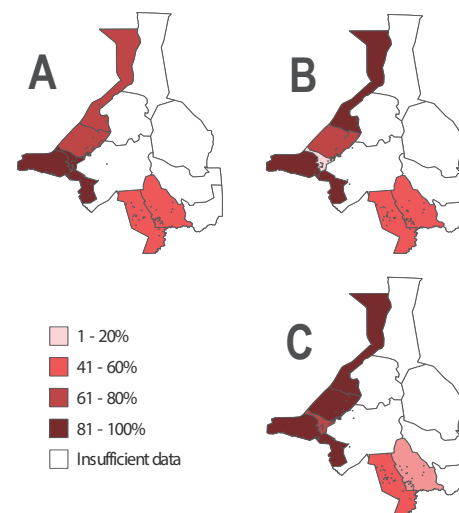 A
B
C
1 - 20%
41 - 60%
61 - 80%
81 - 100%
Insufficient data